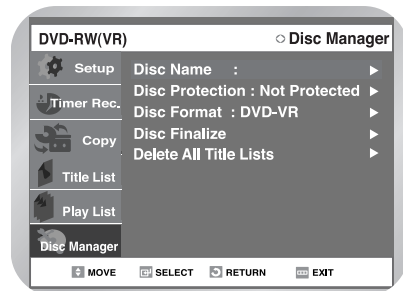 DVD-RW(VR) Disc Manager
Setup
Timer Rec.
Copy
Title List
Play List
Disc Manager
Disc Name :
Disc Protection : Not Protected
Disc Format : DVD-VR
Disc Finalize
Delete All Title Lists
MOVE SELECT RETURN EXIT